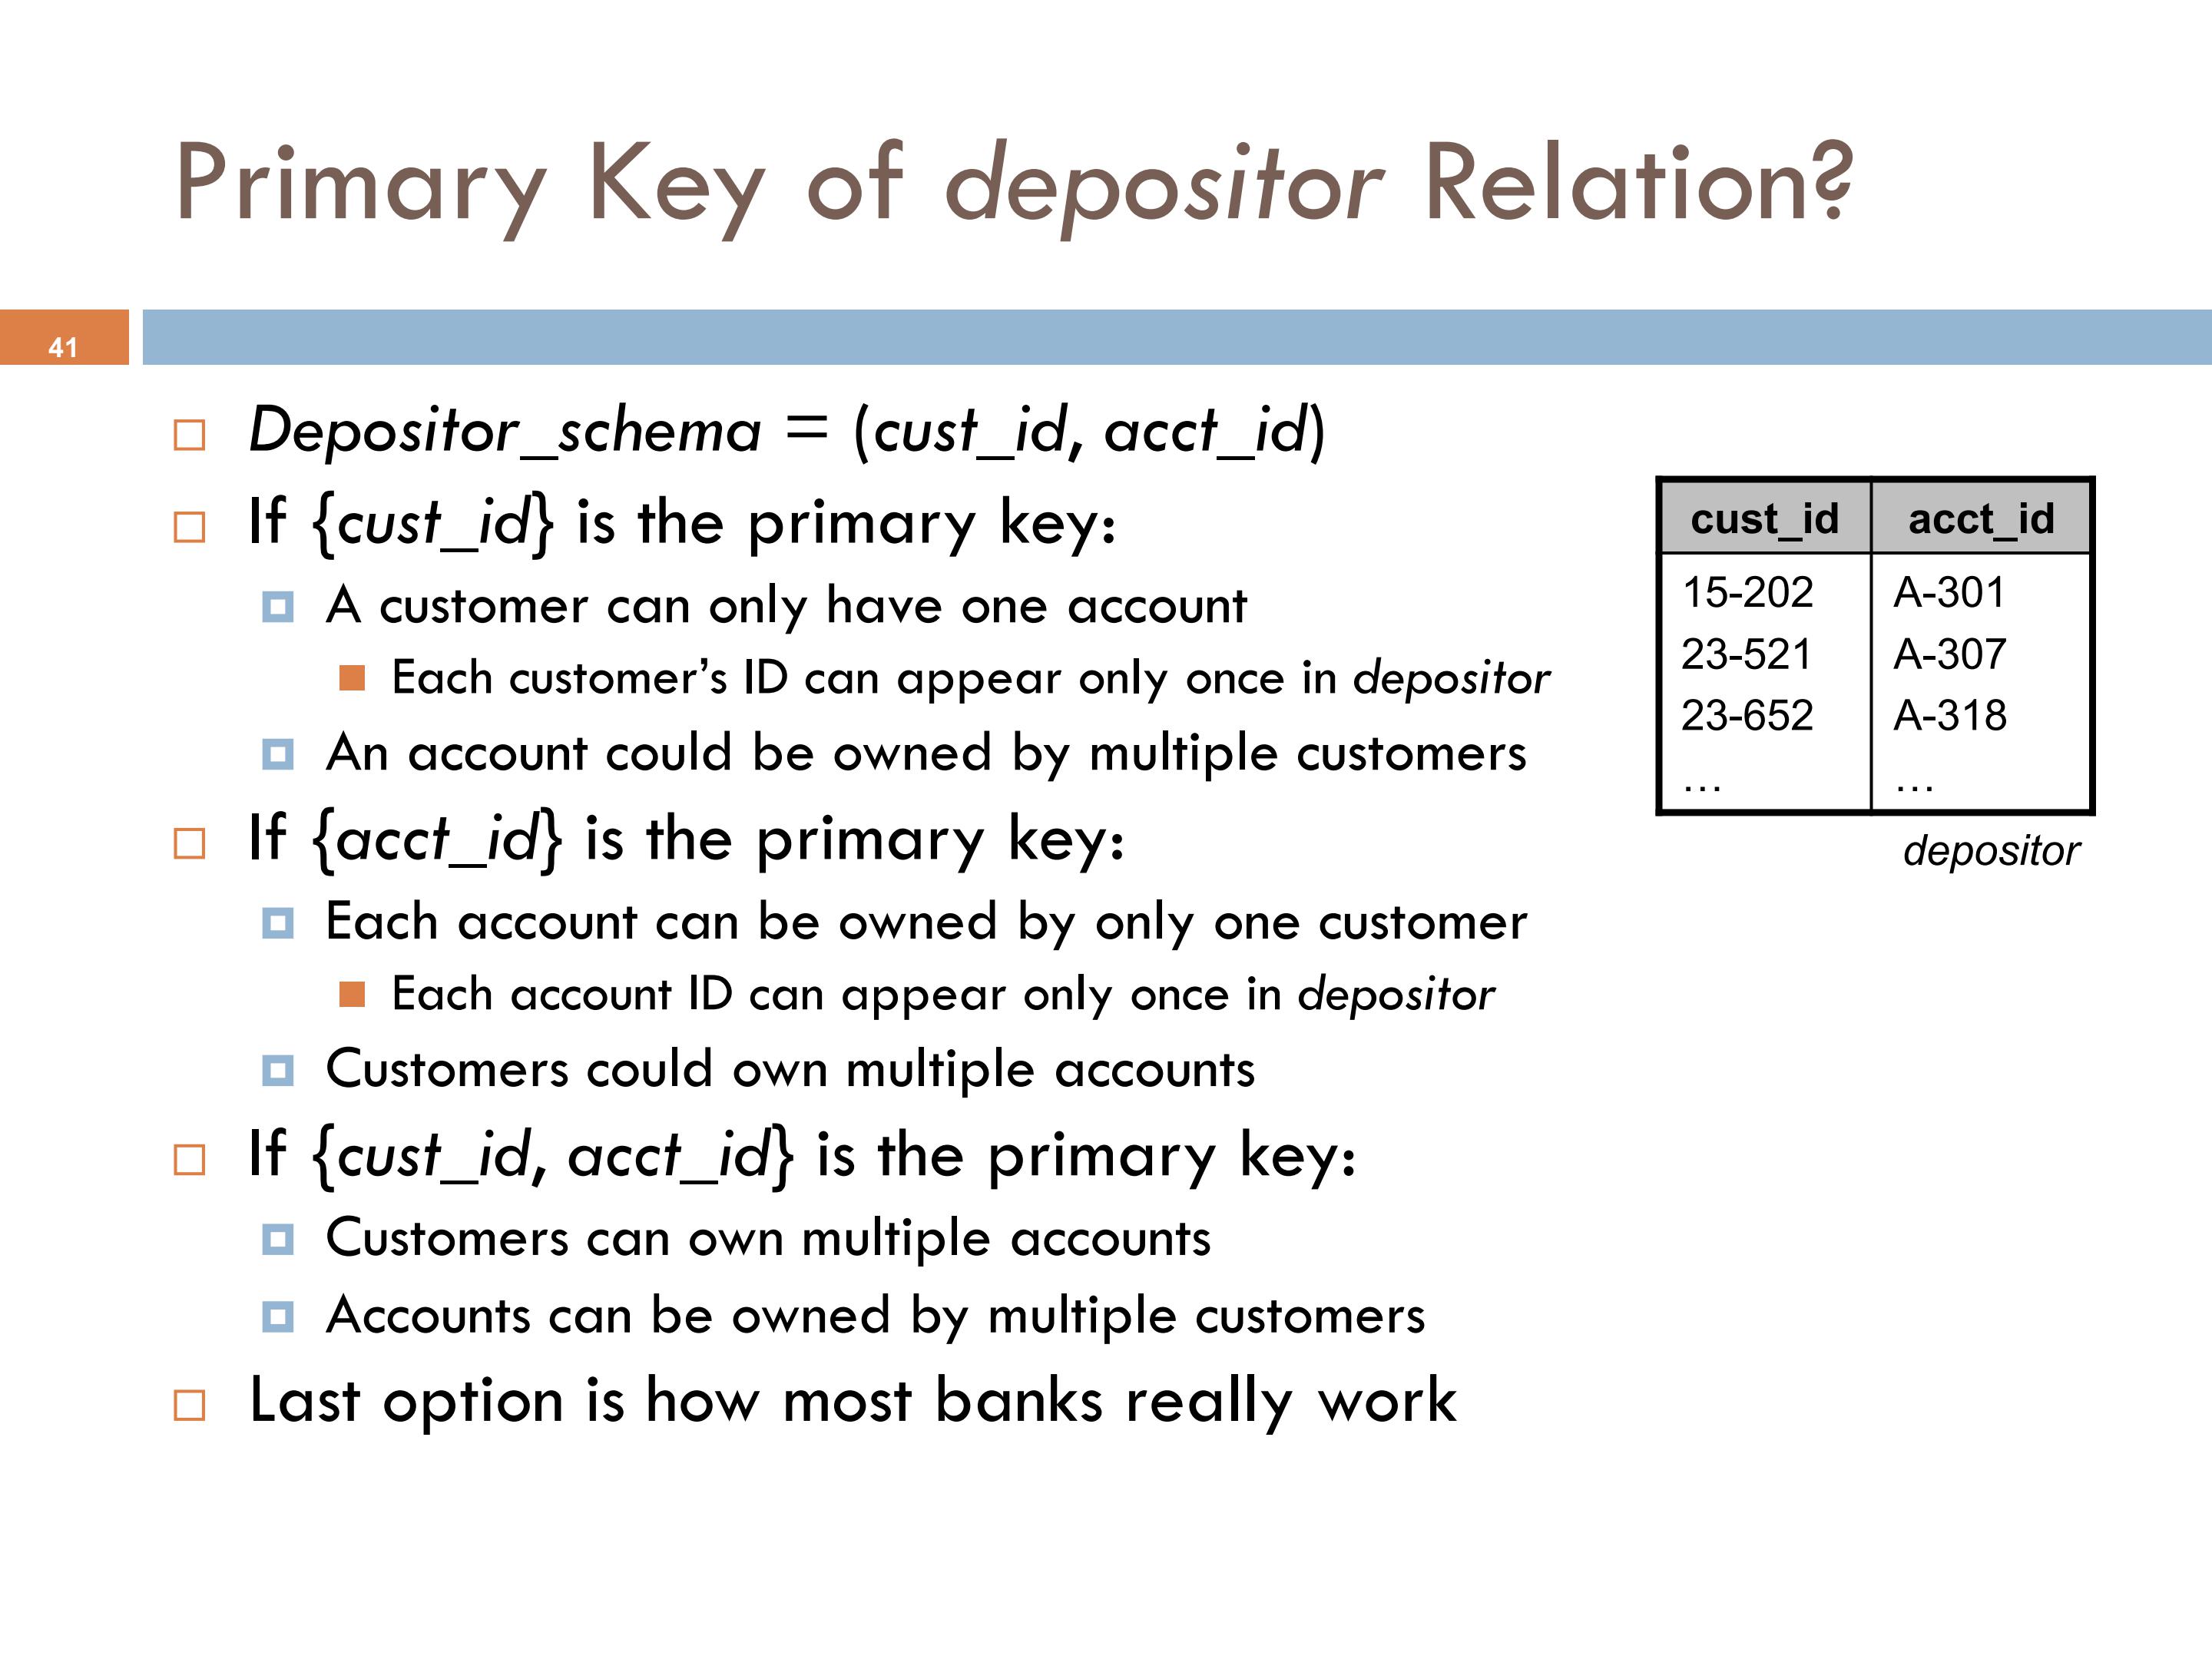 Primary Key of depositor Relation?
41
Depositor_schema = (cust_id, acct_id)
If {cust_id} is the primary key:
A customer can only have one account
Each customer's ID can appear only once in depositor
An account could be owned by multiple customers
If {acct_id} is the primary key:
Each account can be owned by only one customer
Each account ID can appear only once in depositor
Customers could own multiple accounts
If {cust_id, acct_id} is the primary key:
Customers can own multiple accounts
Accounts can be owned by multiple customers
Last option is how most banks really work
cust_id acct_id
15-202 A-301
23-521 A-307
23-652 A-318
… …
depositor